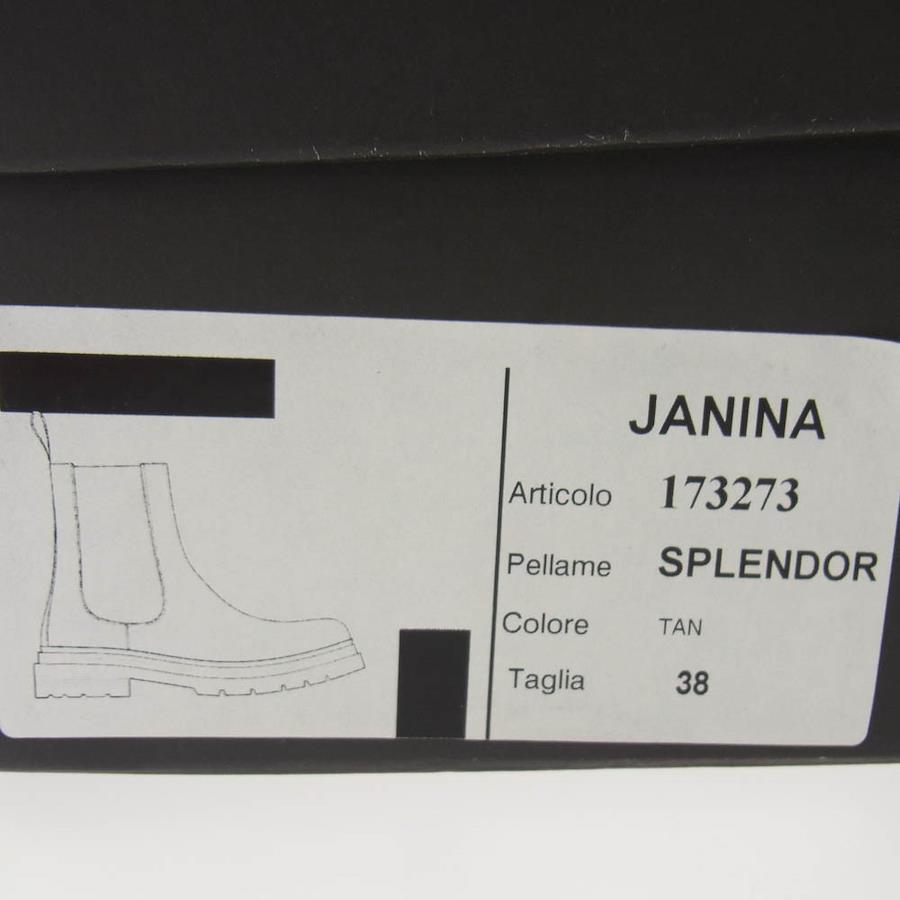 JANINA
Articolo 173273
Pellame SPLENDOR
Colore TAN
Taglia 38